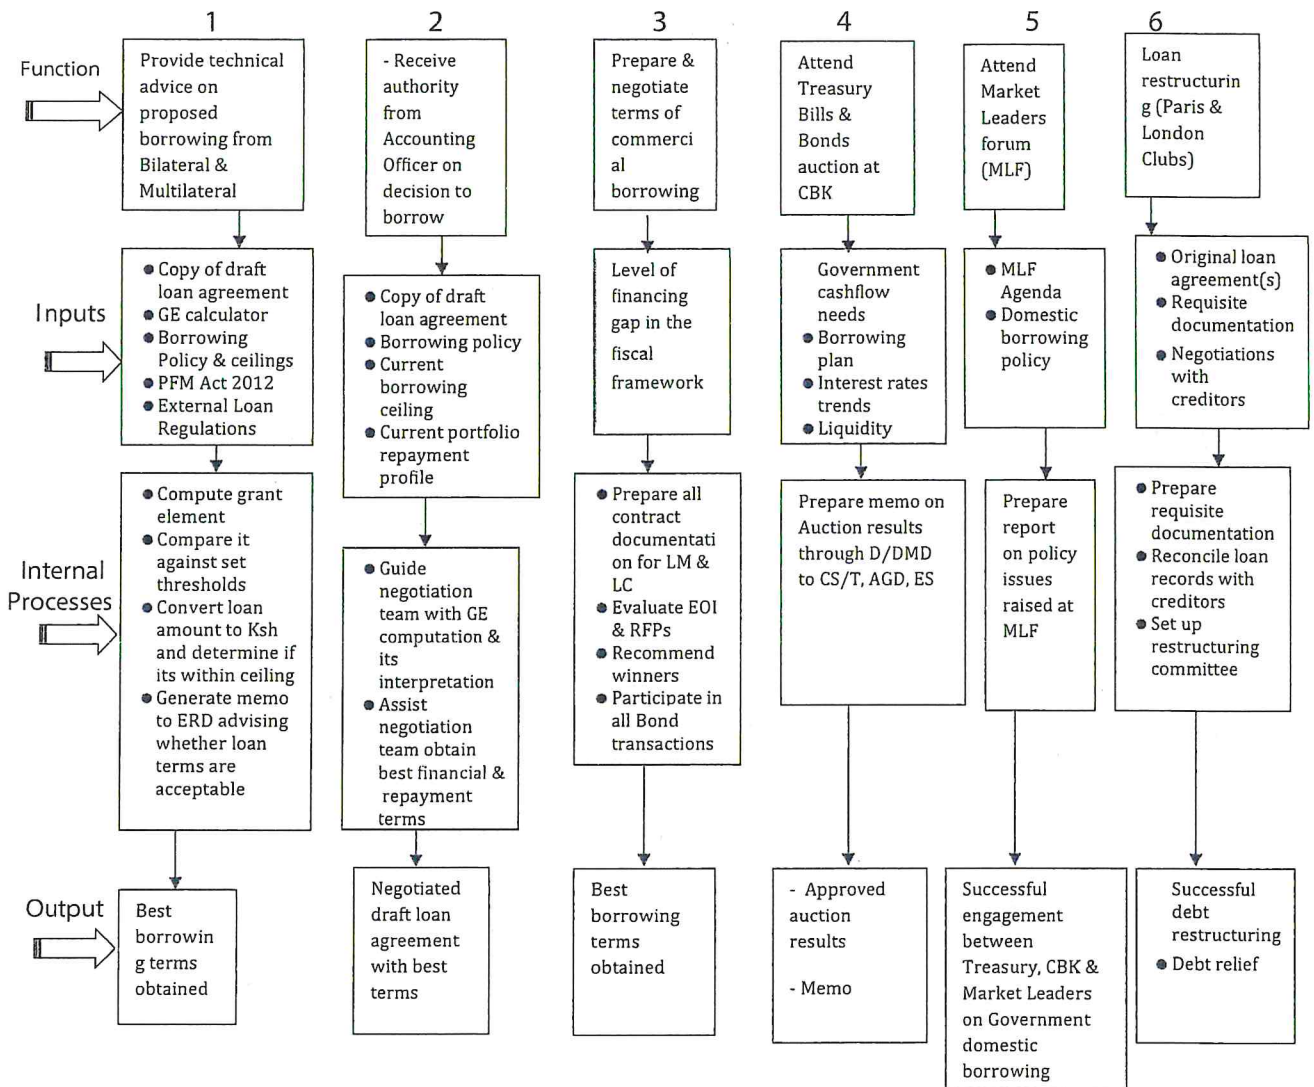 1
2
3
4
5
6
Function
Provide technical
advice on
proposed
borrowing from
Bilateral &
Multilateral
- Receive
authority
from
Accounting
Officer on
decision to
borrow
Prepare &
negotiate
terms of
commerci
al
borrowing
Attend
Treasury
Bills &
Bonds
auction at
CBK
Attend
Market
Leaders
forum
(MLF)
Loan
restructurin
g (Paris &
London
Clubs)
Inputs
● Copy of draft
loan agreement
● GE calculator
● Borrowing
Policy & ceilings
● PFM Act 2012
● External Loan
Regulations
● Copy of draft
loan agreement
● Borrowing policy
● Current
borrowing
ceiling
● Current portfolio
repayment
profile
Level of
financing
gap in the
fiscal
framework
Government
cashflow
needs
● Borrowing
plan
● Interest rates
trends
● Liquidity
● MLF
Agenda
● Domestic
borrowing
policy
● Original loan
agreement(s)
● Requisite
documentation
● Negotiations
with
creditors
Internal
Processes
● Compute grant
element
● Compare it
against set
thresholds
● Convert loan
amount to Ksh
and determine if
its within ceiling
● Generate memo
to ERD advising
whether loan
terms are
acceptable
● Guide
negotiation
team with GE
computation &
its
interpretation
● Assist
negotiation
team obtain
best financial &
repayment
terms
● Prepare all
contract
documentati
on for LM &
LC
● Evaluate EOI
& RFPs
● Recommend
winners
● Participate in
all Bond
transactions
Prepare memo on
Auction results
through D/DMD
to CS/T, AGD, ES
Prepare
report
on policy
issues
raised at
MLF
● Prepare
requisite
documentation
● Reconcile loan
records with
creditors
● Set up
restructuring
committee
Output
Best
borrowin
g terms
obtained
Negotiated
draft loan
agreement
with best
terms
Best
borrowing
terms
obtained
- Approved
auction
results
- Memo
Successful
engagement
between
Treasury, CBK &
Market Leaders
on Government
domestic
borrowing
Successful
debt
restructuring
● Debt relief